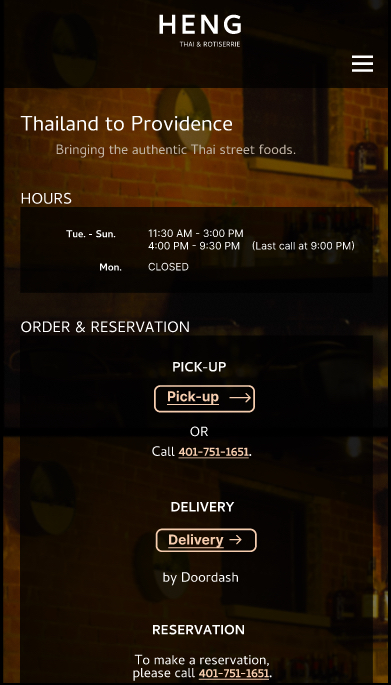 HENG
THAI & ROTISERRIE
Thailand to Providence
Bringing the authentic Thai street foods.
HOURS
Tue. - Sun. 11:30 AM - 3:00 PM
4:00 PM - 9:30 PM (Last call at 9:00 PM)
Mon. CLOSED
ORDER & RESERVATION
PICK-UP
Pick-up →
OR
Call 401-751-1651.
DELIVERY
Delivery →
by Doordash
RESERVATION
To make a reservation,
please call 401-751-1651.